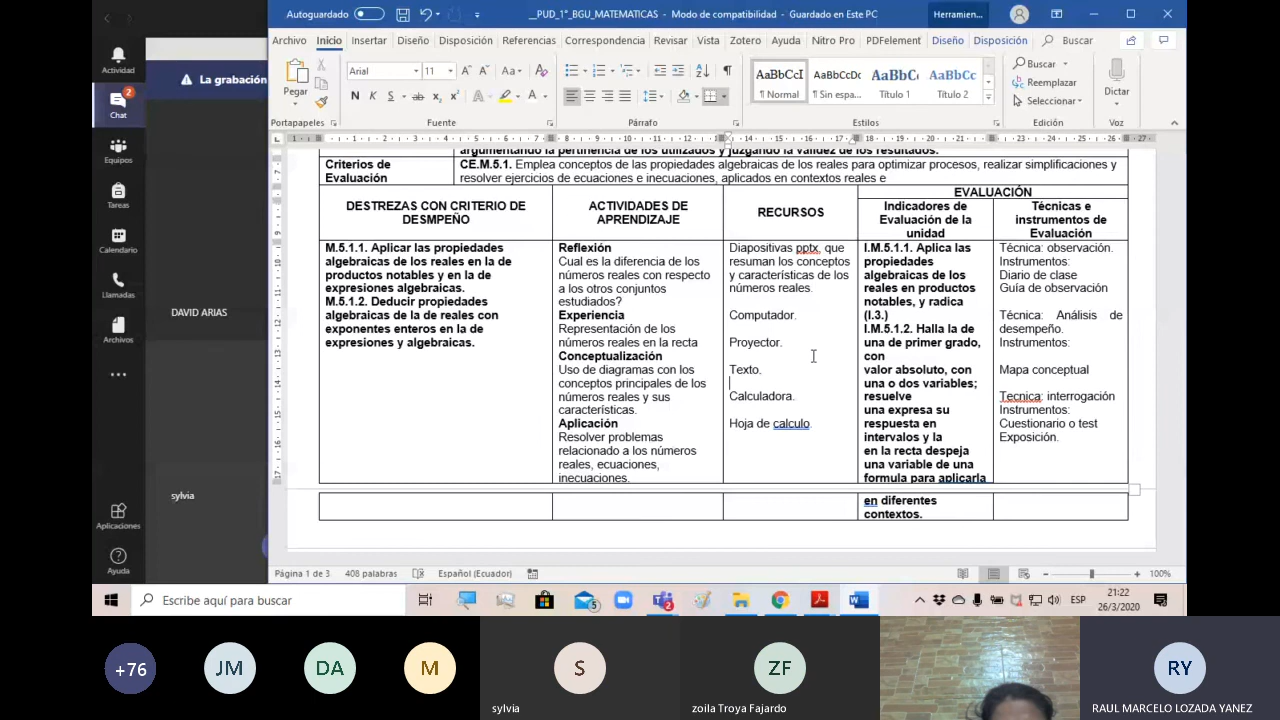 Autoguardado
__PUD_1°_BGU_MATEMATICAS - Modo de compatibilidad - Guardado en Este PC
Herramien...
Archivo Inicio Insertar Diseño Disposición Referencias Correspondencia Revisar Vista Zotero Ayuda Nitro Pro PDFelement Diseño Disposición Buscar
Actividad
La grabación
Chat
2
Equipos
Tareas
Calendario
Llamadas
Archivos
Aplicaciones
Ayuda
DAVID ARIAS
sylvia
Pegar
Portapapeles
Arial 11
N K S
Fuente
Párrafo
AaBbCcI AaBbCcDc AaBbC AaBbCc
¶ Normal ¶ Sin espa... Título 1 Título 2
Estilos
Buscar
Reemplazar
Seleccionar
Edición
Dictar
Voz
argumentando la pertinencia de los utilizados y juzgando la validez de los resultados.
Criterios de Evaluación
CE.M.5.1. Emplea conceptos de las propiedades algebraicas de los reales para optimizar procesos, realizar simplificaciones y
resolver ejercicios de ecuaciones e inecuaciones, aplicados en contextos reales e
DESTREZAS CON CRITERIO DE
DESMPEÑO
ACTIVIDADES DE
APRENDIZAJE
RECURSOS
EVALUACIÓN
Indicadores de
Evaluación de la
unidad
Técnicas e
instrumentos de
Evaluación
M.5.1.1. Aplicar las propiedades
algebraicas de los reales en la de
productos notables y en la de
expresiones algebraicas.
M.5.1.2. Deducir propiedades
algebraicas de la de reales con
exponentes enteros en la de
expresiones y algebraicas.
Reflexión
Cual es la diferencia de los
números reales con respecto
a los otros conjuntos
estudiados?
Experiencia
Representación de los
números reales en la recta
Conceptualización
Uso de diagramas con los
conceptos principales de los
números reales y sus
características.
Aplicación
Resolver problemas
relacionado a los números
reales, ecuaciones,
inecuaciones.
Diapositivas pptx, que
resuman los conceptos
y características de los
números reales.
Computador.
Proyector.
Texto.
Calculadora.
Hoja de calculo.
I.M.5.1.1. Aplica las
propiedades
algebraicas de los
reales en productos
notables, y radica
(I.3.)
I.M.5.1.2. Halla la de
una de primer grado,
con
valor absoluto, con
una o dos variables;
resuelve
una expresa su
respuesta en
intervalos y la
en la recta despeja
una variable de una
formula para aplicarla
en diferentes
contextos.
Técnica: observación.
Instrumentos:
Diario de clase
Guía de observación
Técnica: Análisis de
desempeño.
Instrumentos:
Mapa conceptual
Tecnica: interrogación
Instrumentos:
Cuestionario o test
Exposición.
Página 1 de 3 408 palabras Español (Ecuador) 100%
Escribe aquí para buscar
5
2
ESP
21:22
26/3/2020
+76
JM
DA
M
S
sylvia
ZF
zoila Troya Fajardo
RY
RAUL MARCELO LOZADA YANEZ